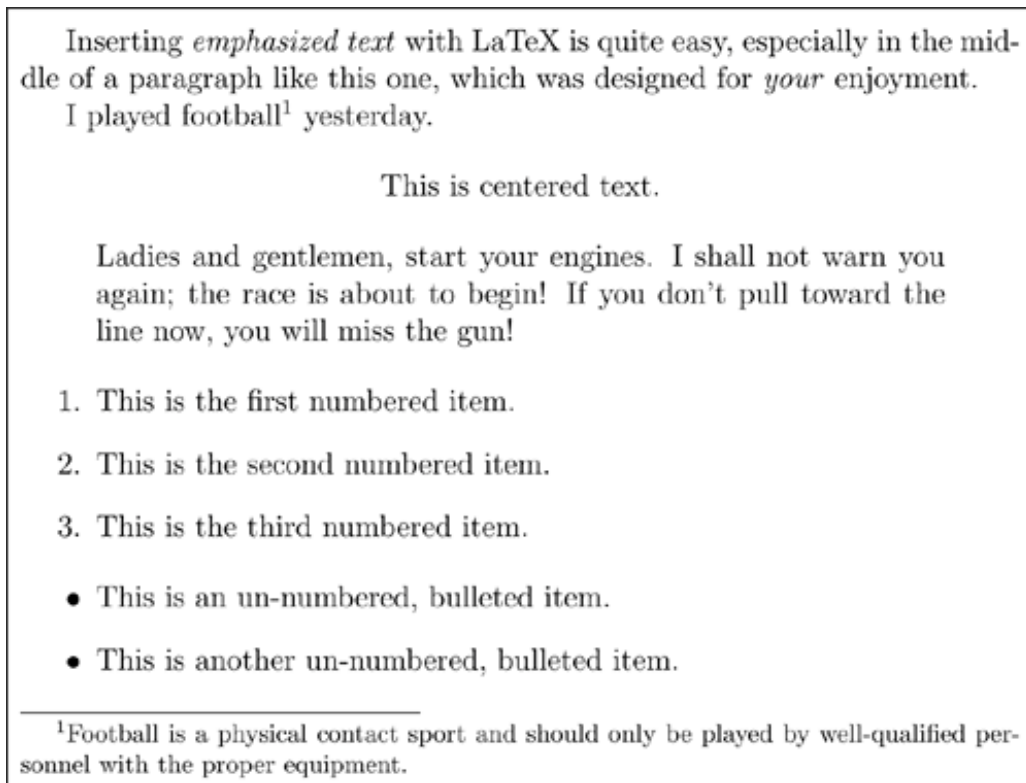 Inserting emphasized text with LaTeX is quite easy, especially in the mid-
dle of a paragraph like this one, which was designed for your enjoyment.
I played football¹ yesterday.
This is centered text.
Ladies and gentlemen, start your engines. I shall not warn you
again; the race is about to begin! If you don't pull toward the
line now, you will miss the gun!
1. This is the first numbered item.
2. This is the second numbered item.
3. This is the third numbered item.
• This is an un-numbered, bulleted item.
• This is another un-numbered, bulleted item.
¹Football is a physical contact sport and should only be played by well-qualified per-
sonnel with the proper equipment.